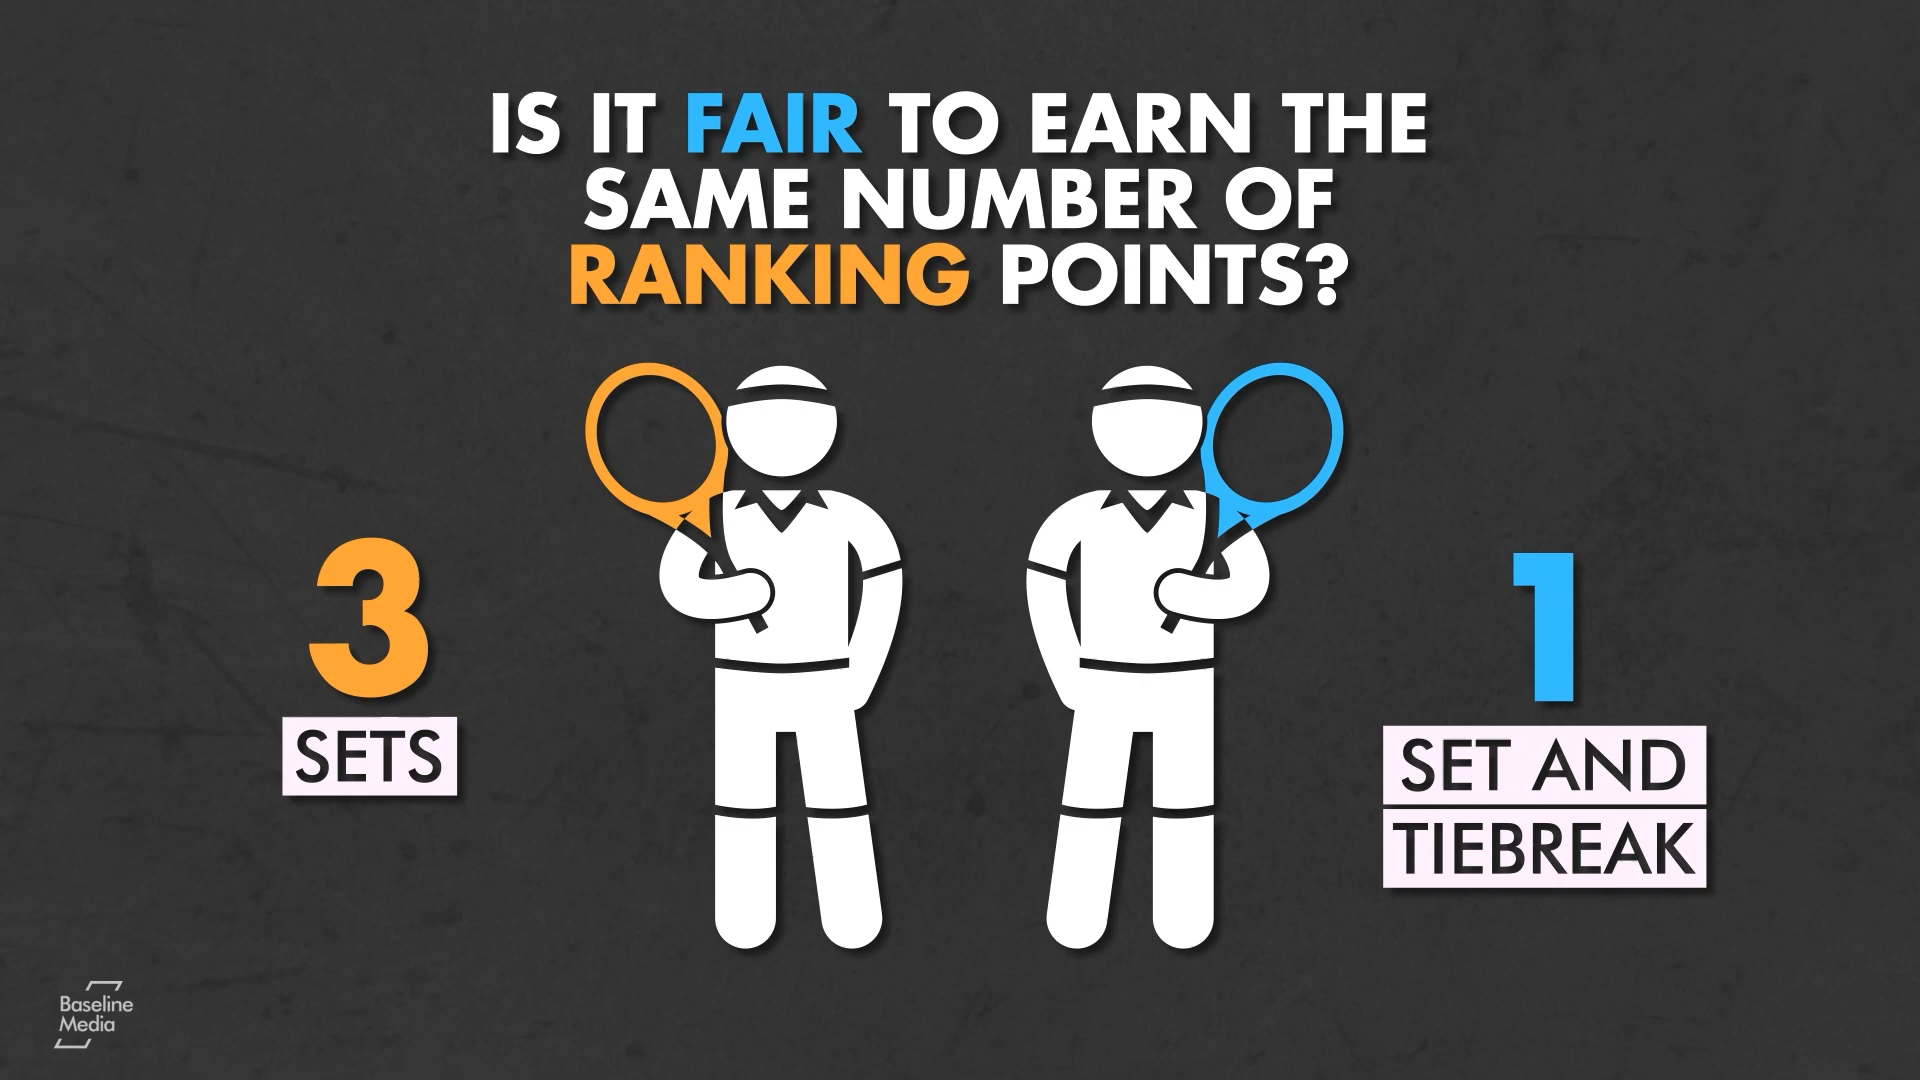 IS IT FAIR TO EARN THE
SAME NUMBER OF
RANKING POINTS?
3
SETS
1
SET AND
TIEBREAK
Baseline
Media